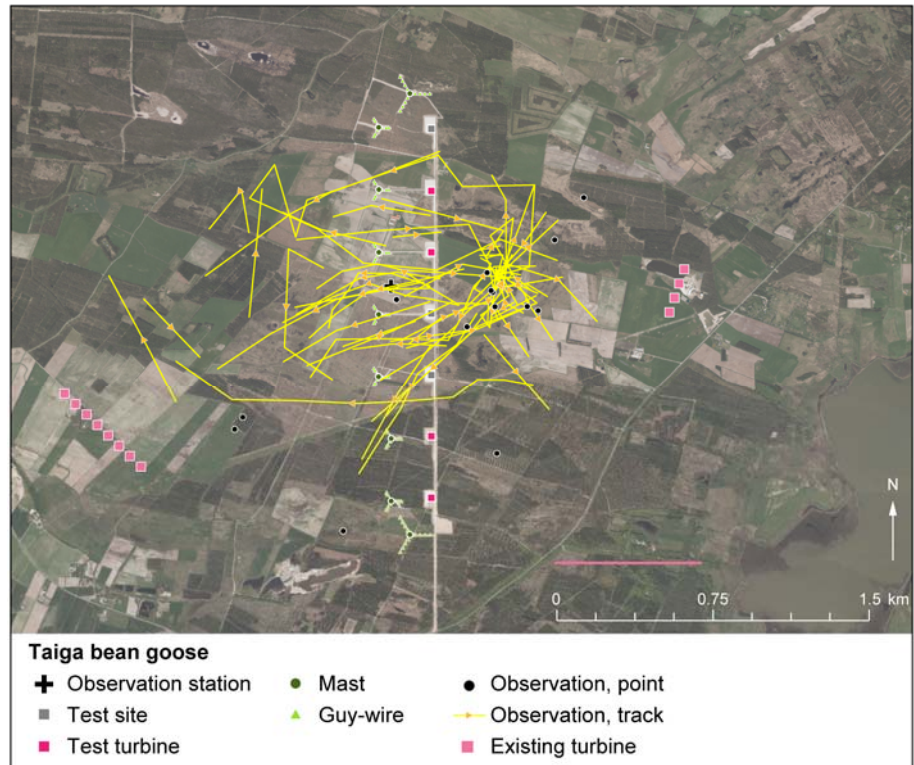 N
0 0.75 1.5 km
Taiga bean goose
Observation station
Mast
Observation, point
Test site
Guy-wire
Observation, track
Test turbine
Existing turbine